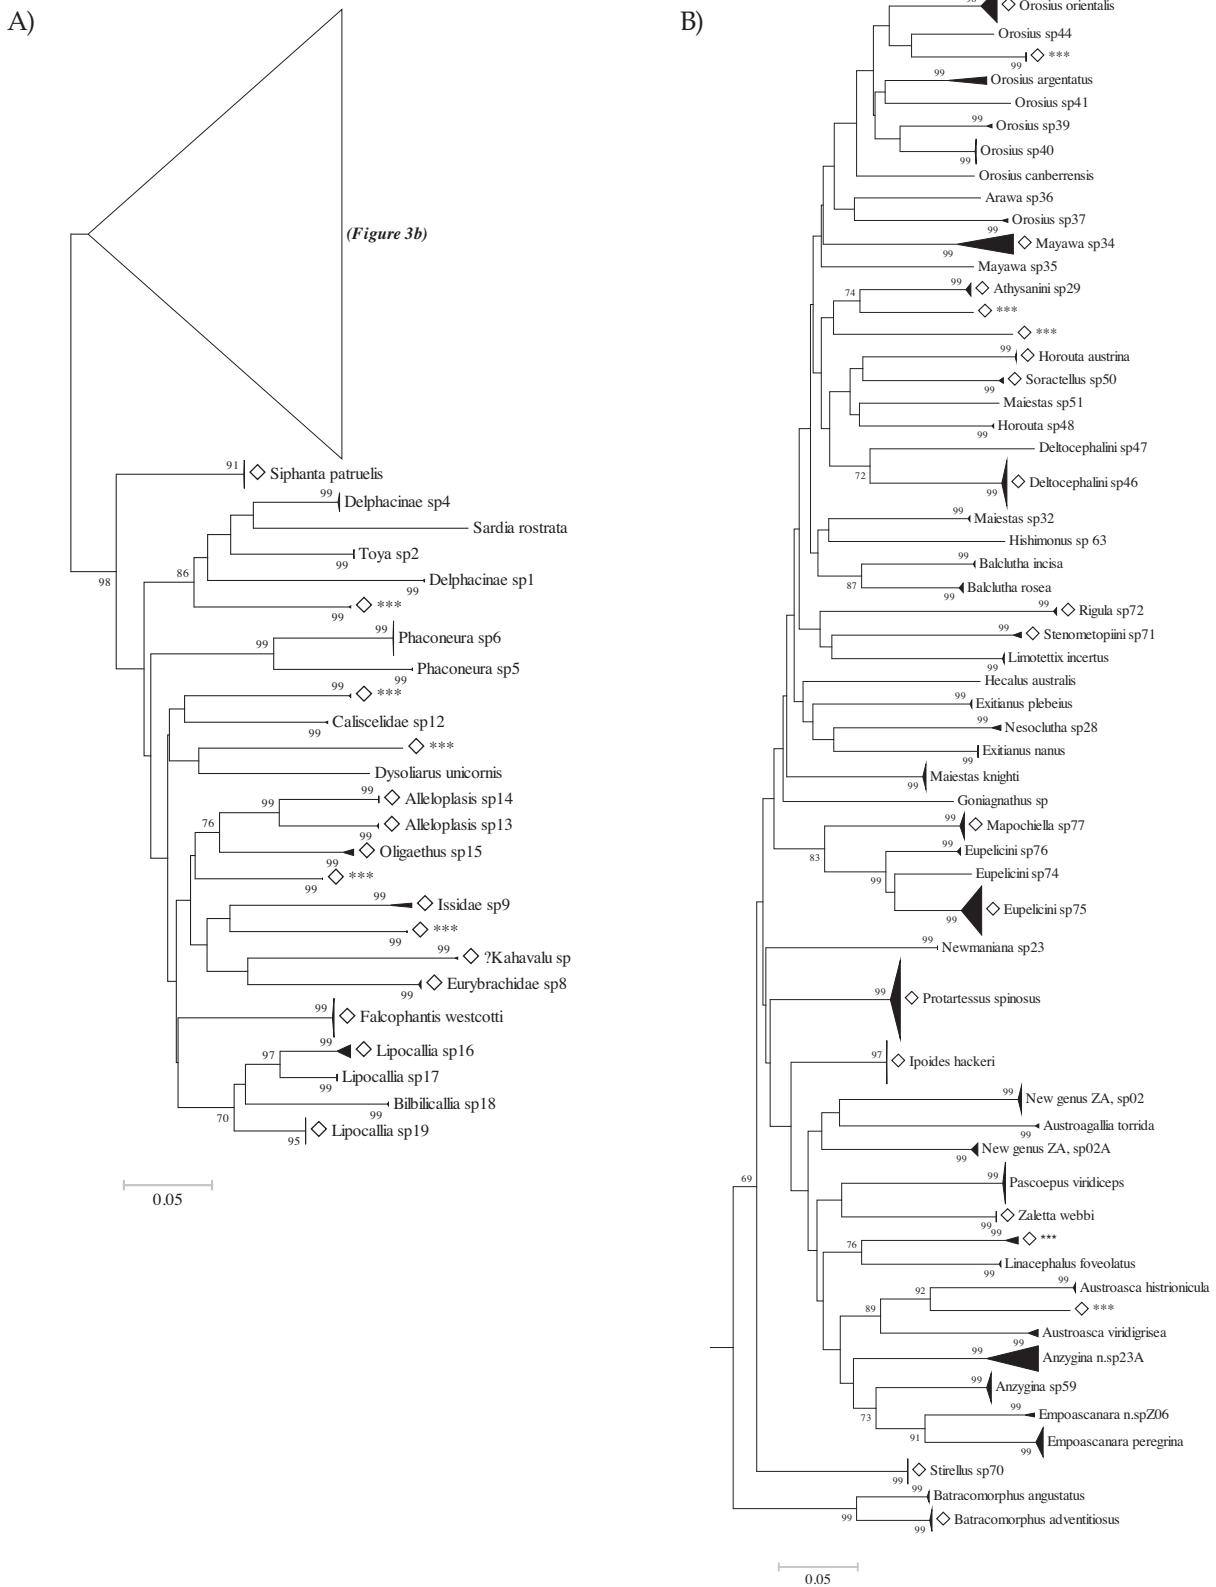 A)
(Figure 3b)
91
Siphanta patruelis
99
Delphacinae sp4
Sardia rostrata
Toya sp2
99
98
86
Delphacinae sp1
99
***
99
99
Phaconeura sp6
99
Phaconeura sp5
99
99
***
Caliscelidae sp12
99
***
Dysoliarus unicornis
99
Alleloplasis sp14
99
Alleloplasis sp13
76
99
Oligaethus sp15
99
***
99
99
Issidae sp9
***
99
99
?Kahavalu sp
Eurybrachidae sp8
99
99
Falcophantis westcotti
99
Lipocallia sp16
97
Lipocallia sp17
99
Bilbilicallia sp18
99
70
Lipocallia sp19
95
0.05
B)
Orosius orientalis
Orosius sp44
***
99
99
Orosius argentatus
Orosius sp41
99
Orosius sp39
Orosius sp40
99
Orosius canberrensis
Arawa sp36
Orosius sp37
99
Mayawa sp34
99
Mayawa sp35
99
Athysanini sp29
74
***
***
99
Horouta austrina
Soractellus sp50
99
Maiestas sp51
Horouta sp48
99
Deltocephalini sp47
72
Deltocephalini sp46
99
99
Maiestas sp32
Hishimonus sp 63
99
Balclutha incisa
87
Balclutha rosea
99
99
Rigula sp72
99
Stenometopiini sp71
Limotettix incertus
99
Hecalus australis
99
Exitianus plebeius
99
Nesoclutha sp28
Exitianus nanus
99
Maiestas knighti
99
Goniagnathus sp
99
Mapochiella sp77
83
99
Eupelicini sp76
Eupelicini sp74
99
Eupelicini sp75
99
99
Newmaniana sp23
99
Protartessus spinosus
97
Ipoides hackeri
99
New genus ZA, sp02
Austroagallia torrida
99
New genus ZA, sp02A
99
99
Pascoepus viridiceps
69
Zaletta webbi
99
99
***
76
Linacephalus foveolatus
99
99
Austroasca histrionicula
92
***
89
Austroasca viridigrisea
99
99
Anzygina n.sp23A
99
Anzygina sp59
73
99
Empoascanara n.spZ06
91
Empoascanara peregrina
99
Stirellus sp70
99
99
Batracomorphus angustatus
99
Batracomorphus adventitiosus
99
0.05